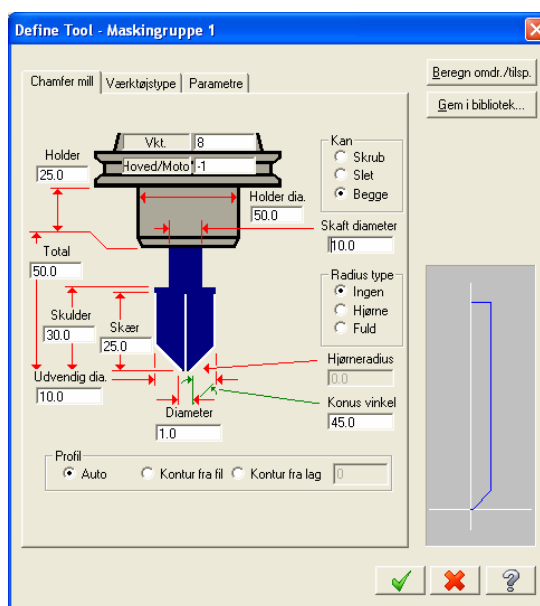 Define Tool - Maskingruppe 1
Chamfer mill
Værktøjstype
Parametre
Beregn omdr./tilsp.
Gem i bibliotek...
Vkt.
8
Hoved/Moto
-1
Holder
25.0
Holder dia.
50.0
Kan
Skrub
Slet
Begge
Skaft diameter
10.0
Total
50.0
Radius type
Ingen
Hjørne
Fuld
Skulder
30.0
Skær
25.0
Hjørneradius
0.0
Udvendig dia.
10.0
Konus vinkel
45.0
Diameter
1.0
Profil
Auto
Kontur fra fil
Kontur fra lag
0